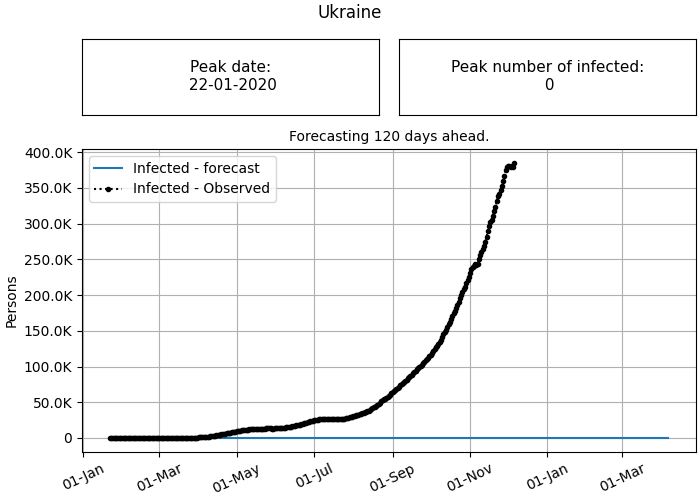 Ukraine
Peak date:
22-01-2020
Peak number of infected:
0
Forecasting 120 days ahead.
Infected - forecast
Infected - Observed
Persons
400.0K
350.0K
300.0K
250.0K
200.0K
150.0K
100.0K
50.0K
0
01-Jan
01-Mar
01-May
01-Jul
01-Sep
01-Nov
01-Jan
01-Mar